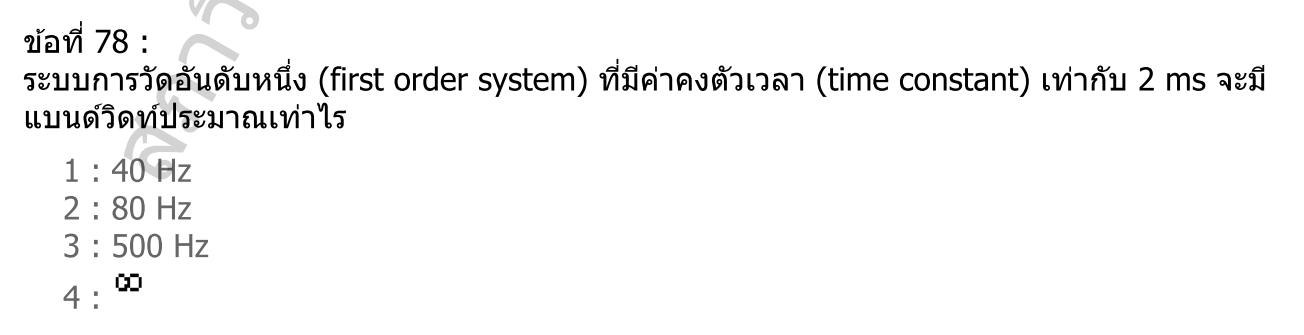 ข้อที่ 78 :
ระบบการวัดอันดับหนึ่ง (first order system) ที่มีค่าคงตัวเวลา (time constant) เท่ากับ 2 ms จะมี
แบนด์วิดท์ประมาณเท่าไร
1 : 40 Hz
2 : 80 Hz
3 : 500 Hz
4 : ∞